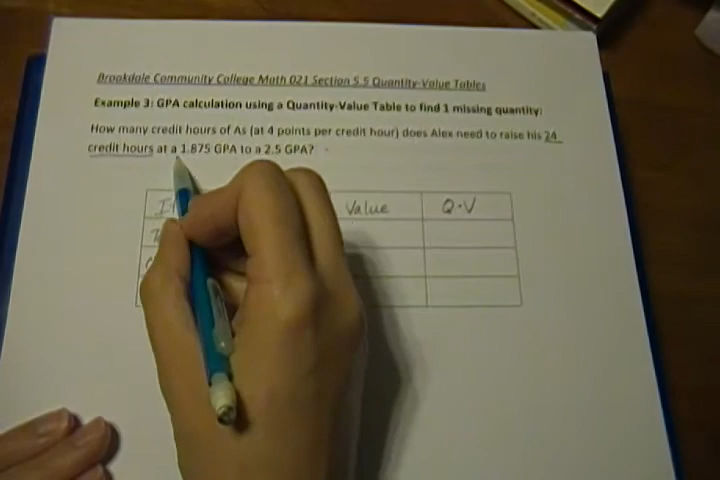 Brookdale Community College Math 021 Section 5.5 Quantity-Value Tables
Example 3: GPA calculation using a Quantity-Value Table to find 1 missing quantity:
How many credit hours of As (at 4 points per credit hour) does Alex need to raise his 24
credit hours at a 1.875 GPA to a 2.5 GPA?
Value Q·V